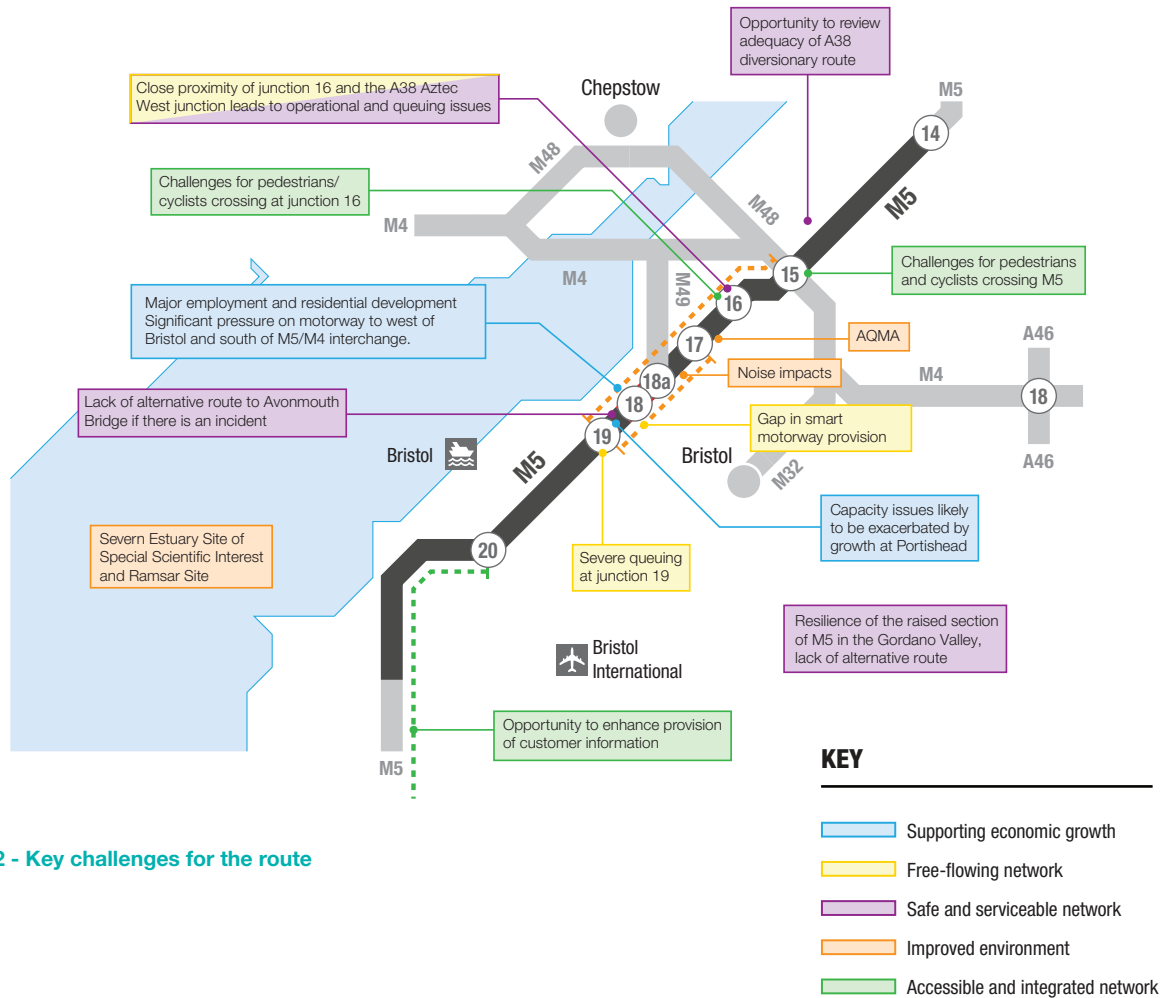 Opportunity to review
adequacy of A38
diversionary route
Close proximity of junction 16 and the A38 Aztec
West junction leads to operational and queuing issues
Chepstow
M5
14
M48
Challenges for pedestrians/
cyclists crossing at junction 16
M48
M5
M4
15
Challenges for pedestrians
and cyclists crossing M5
M4
M49
16
Major employment and residential development
Significant pressure on motorway to west of
Bristol and south of M5/M4 interchange.
17
AQMA
A46
Noise impacts
M4
18a
18
18
Lack of alternative route to Avonmouth
Bridge if there is an incident
Gap in smart
motorway provision
19
Bristol
M5
Bristol
M32
A46
Capacity issues likely
to be exacerbated by
growth at Portishead
Severn Estuary Site of
Special Scientific Interest
and Ramsar Site
20
Severe queuing
at junction 19
Resilience of the raised section
of M5 in the Gordano Valley,
lack of alternative route
Bristol
International
Opportunity to enhance provision
of customer information
M5
KEY
Supporting economic growth
Free-flowing network
Safe and serviceable network
Improved environment
Accessible and integrated network
2 - Key challenges for the route